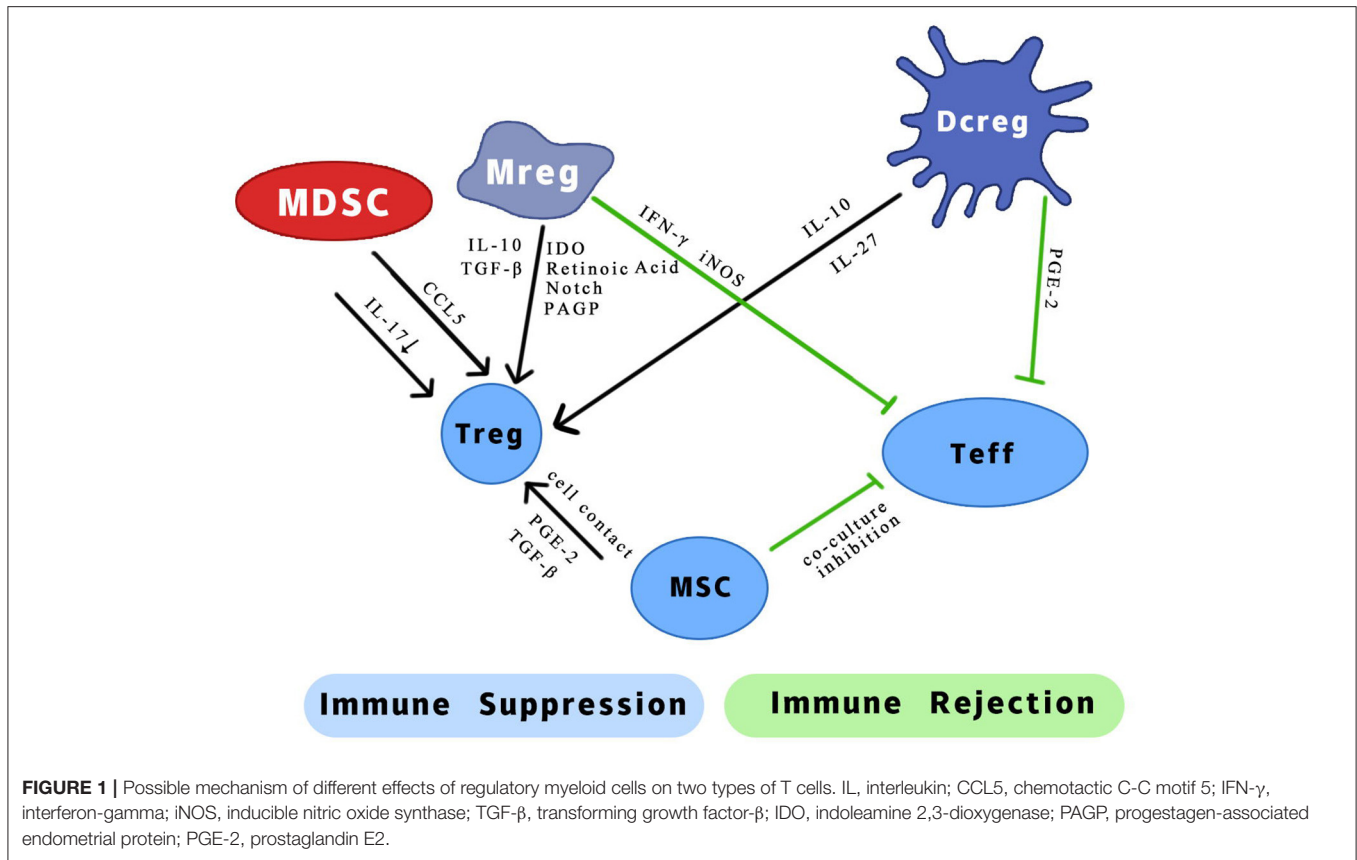 Dcreg
Mreg
MDSC
IL-10
TGF-β
IDO
Retinoic Acid
Notch
PAGP
IFN-γ iNOS
IL-10
IL-27
PGE-2
CCL5
IL-17↓
Treg
Teff
cell contact
PGE-2
TGF-β
MSC
co-culture
inhibition
Immune Suppression
Immune Rejection
FIGURE 1 | Possible mechanism of different effects of regulatory myeloid cells on two types of T cells. IL, interleukin; CCL5, chemotactic C-C motif 5; IFN-γ,
interferon-gamma; iNOS, inducible nitric oxide synthase; TGF-β, transforming growth factor-β; IDO, indoleamine 2,3-dioxygenase; PAGP, progestagen-associated
endometrial protein; PGE-2, prostaglandin E2.